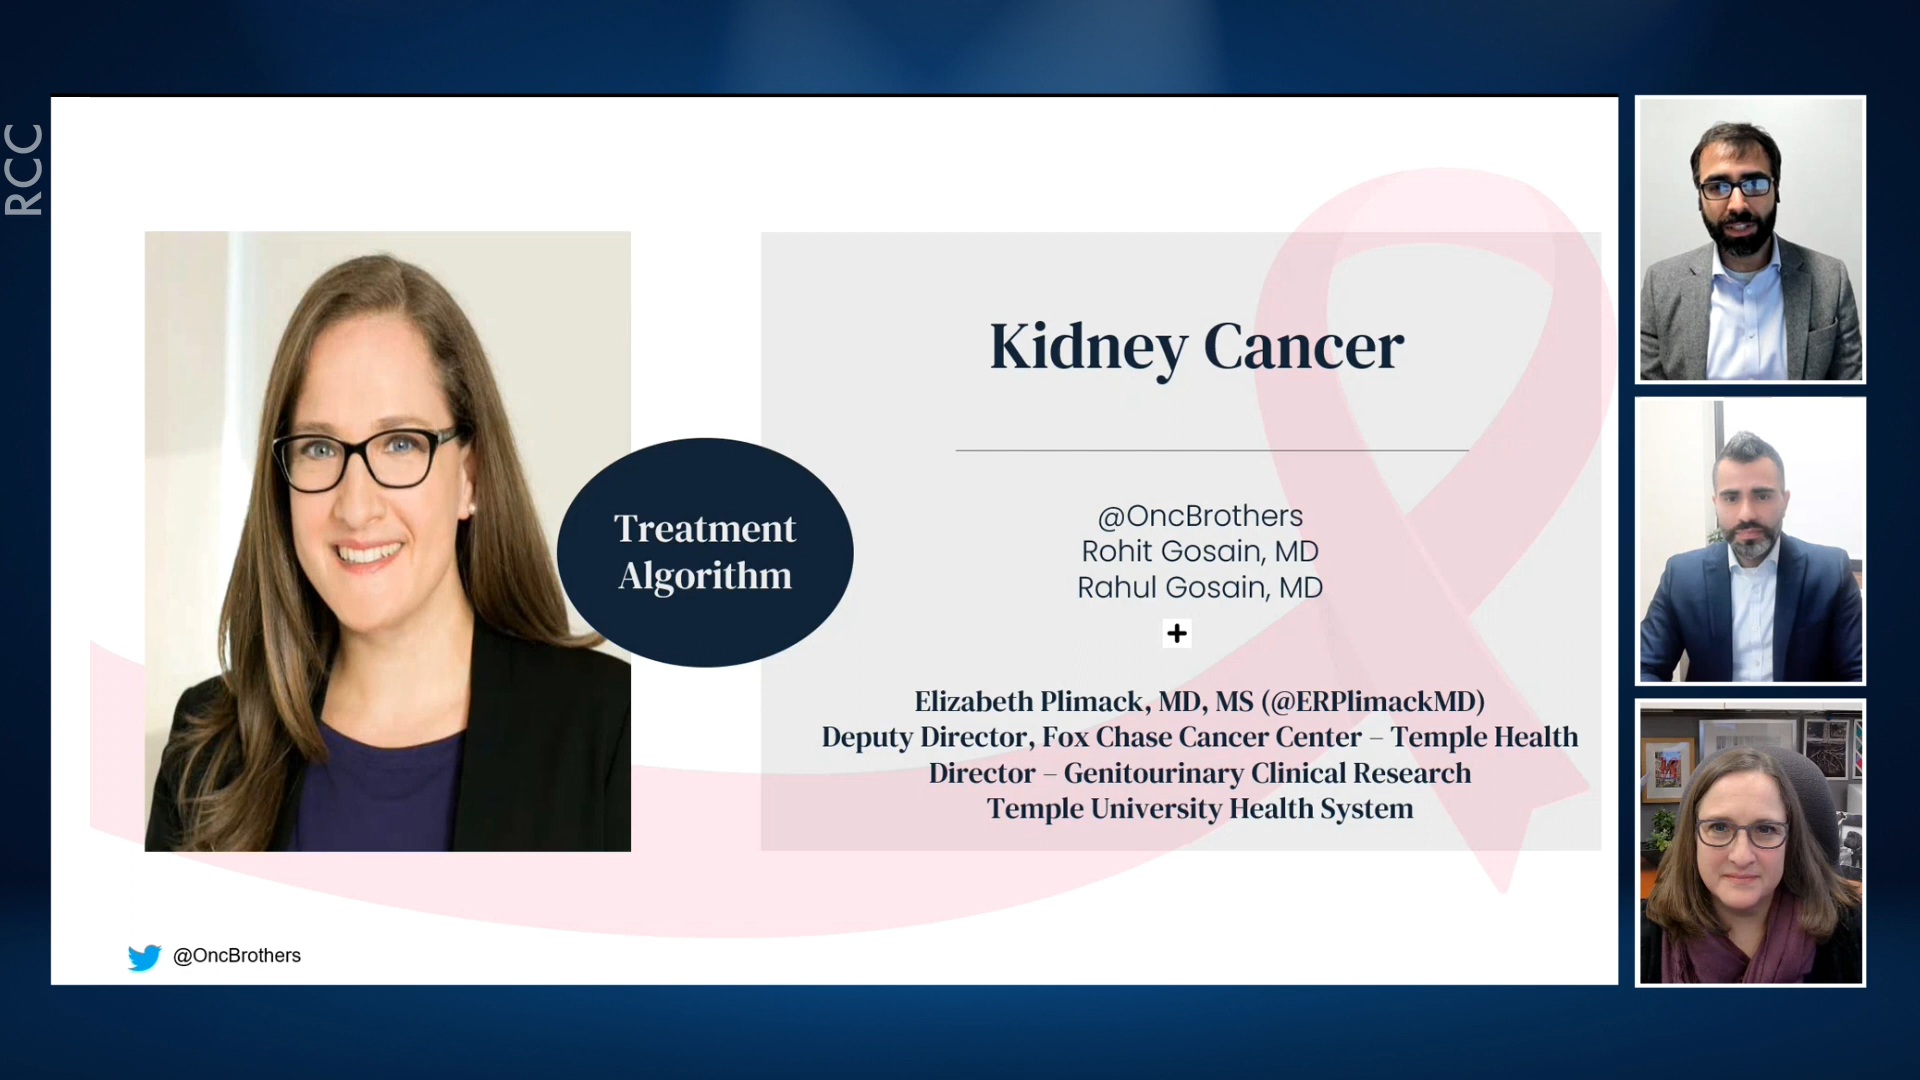 RCC
Treatment
Algorithm
Kidney Cancer
@OncBrothers
Rohit Gosain, MD
Rahul Gosain, MD
+
Elizabeth Plimack, MD, MS (@ERPlimackMD)
Deputy Director, Fox Chase Cancer Center – Temple Health
Director – Genitourinary Clinical Research
Temple University Health System
@OncBrothers